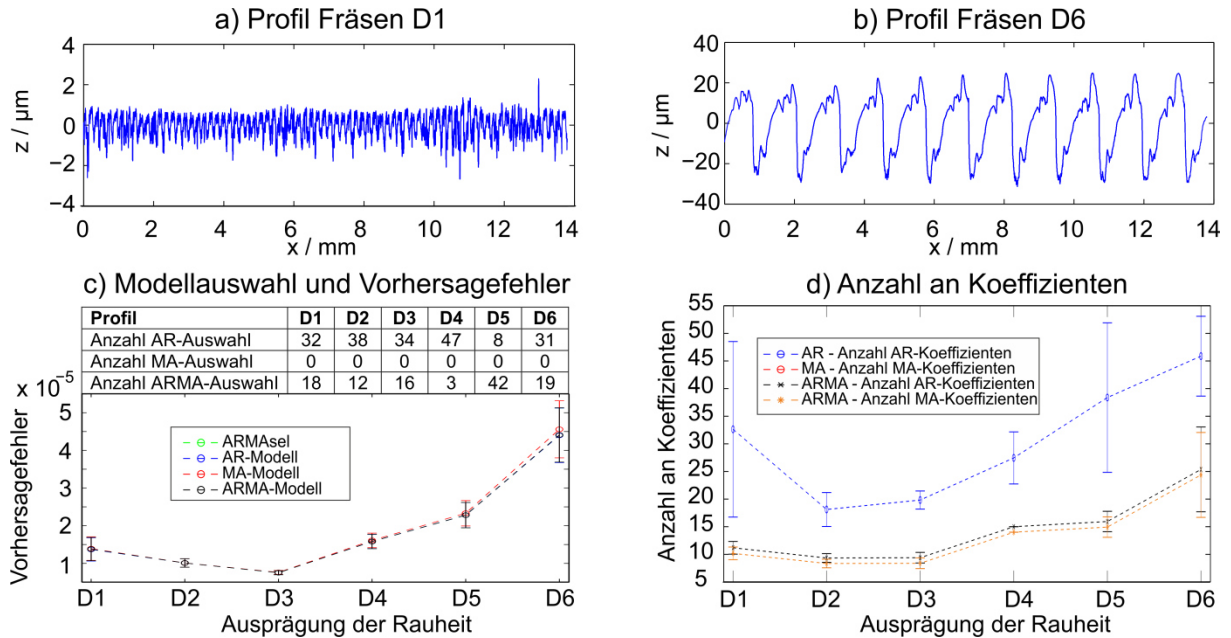 a) Profil Fräsen D1
z / µm
4
2
0
−2
−4
0 2 4 6 8 10 12 14
x / mm
b) Profil Fräsen D6
z / µm
40
20
0
−20
−40
0 2 4 6 8 10 12 14
x / mm
c) Modellauswahl und Vorhersagefehler
Profil D1 D2 D3 D4 D5 D6
Anzahl AR-Auswahl 32 38 34 47 8 31
Anzahl MA-Auswahl 0 0 0 0 0 0
Anzahl ARMA-Auswahl 18 12 16 3 42 19
x 10⁻⁵
Vorhersagefehler
5
4
3
2
1
ARMAsel
AR-Modell
MA-Modell
ARMA-Modell
D1 D2 D3 D4 D5 D6
Ausprägung der Rauheit
d) Anzahl an Koeffizienten
Anzahl an Koeffizienten
55
50
45
40
35
30
25
20
15
10
5
AR - Anzahl AR-Koeffizienten
MA - Anzahl MA-Koeffizienten
ARMA - Anzahl AR-Koeffizienten
ARMA - Anzahl MA-Koeffizienten
D1 D2 D3 D4 D5 D6
Ausprägung der Rauheit